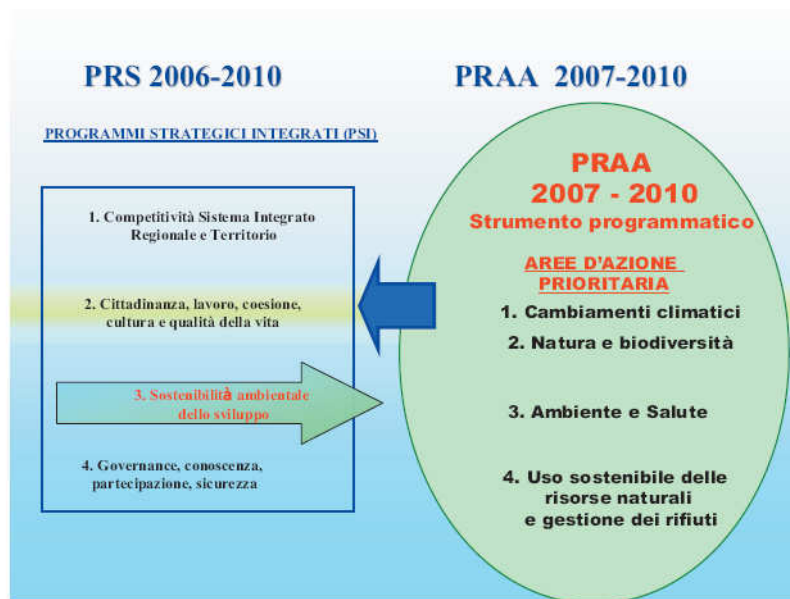 PRS 2006-2010
PROGRAMMI STRATEGICI INTEGRATI (PSI)
1. Competitività Sistema Integrato
Regionale e Territorio
2. Cittadinanza, lavoro, coesione,
cultura e qualità della vita
3. Sostenibilità ambientale
dello sviluppo
4. Governance, conoscenza,
partecipazione, sicurezza
PRAA 2007-2010
PRAA
2007 - 2010
Strumento programmatico
AREE D'AZIONE
PRIORITARIA
1. Cambiamenti climatici
2. Natura e biodiversità
3. Ambiente e Salute
4. Uso sostenibile delle
risorse naturali
e gestione dei rifiuti